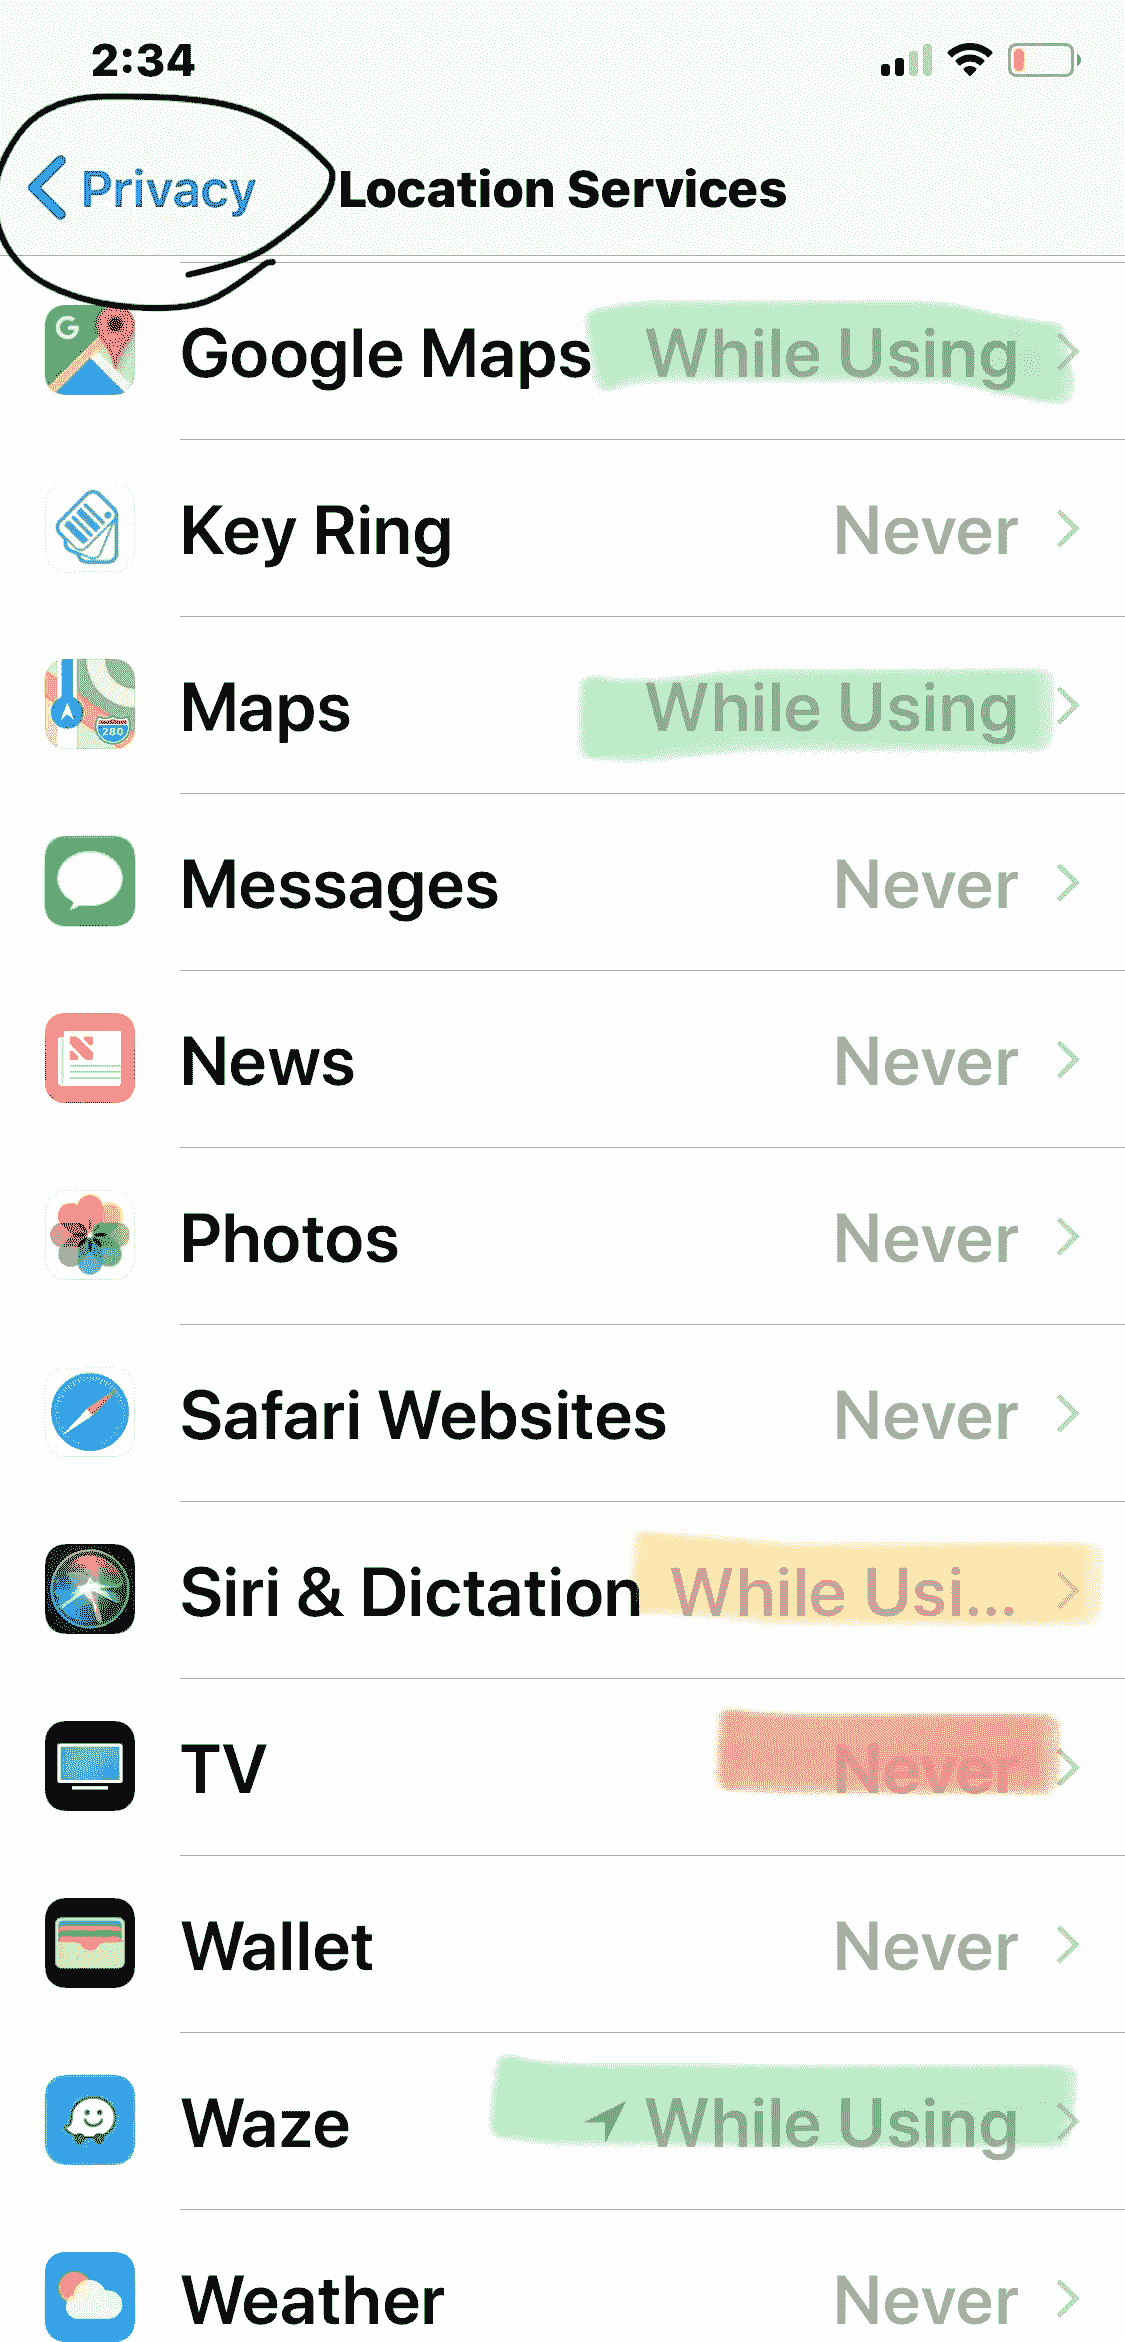 2:34
Privacy Location Services
G
Google Maps While Using
Key Ring Never
280
Maps While Using
Messages Never
News Never
Photos Never
Safari Websites Never
Siri & Dictation While Usi...
TV Never
Wallet Never
Waze While Using
Weather Never